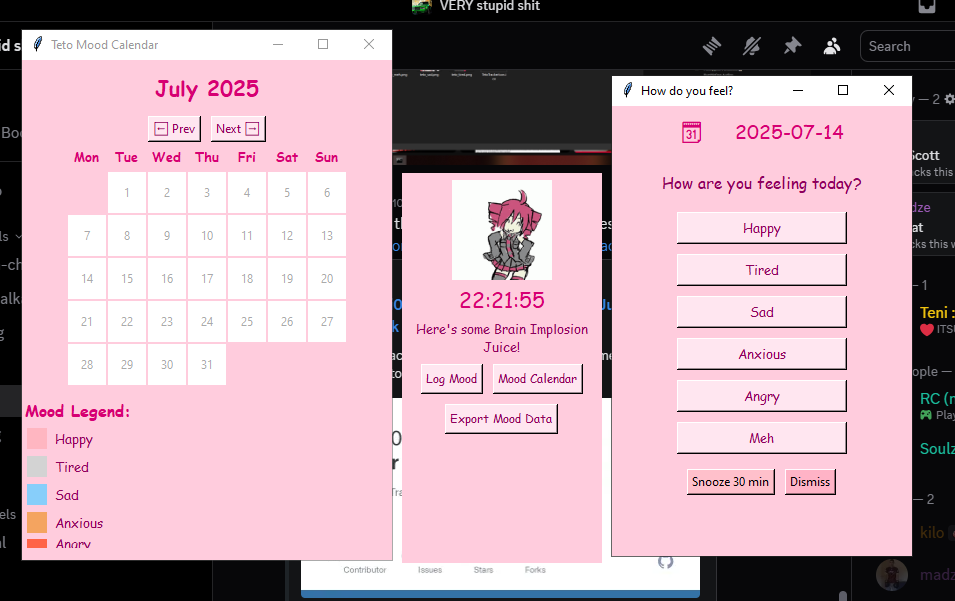 VERY stupid shit
Teto Mood Calendar
Search
How do you feel?
July 2025
← Prev
Next →
Mon Tue Wed Thu Fri Sat Sun
1 2 3 4 5 6
7 8 9 10 11 12 13
14 15 16 17 18 19 20
21 22 23 24 25 26 27
28 29 30 31
Mood Legend:
Happy
Tired
Sad
Anxious
Angry
22:21:55
Here's some Brain Implosion
Juice!
Log Mood
Mood Calendar
Export Mood Data
31
2025-07-14
How are you feeling today?
Happy
Tired
Sad
Anxious
Angry
Meh
Snooze 30 min
Dismiss
Contributor
Issues
Stars
Forks
— 2
Scott
— 1
Teni
RC
— 2
kilo